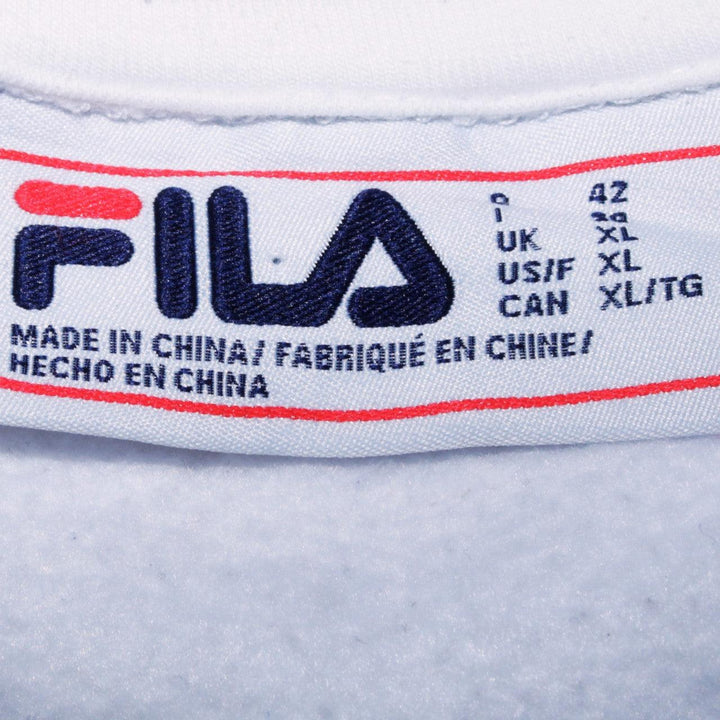 FILA
42
UK XL
US/F XL
CAN XL/TG
MADE IN CHINA/ FABRIQUÉ EN CHINE/
HECHO EN CHINA